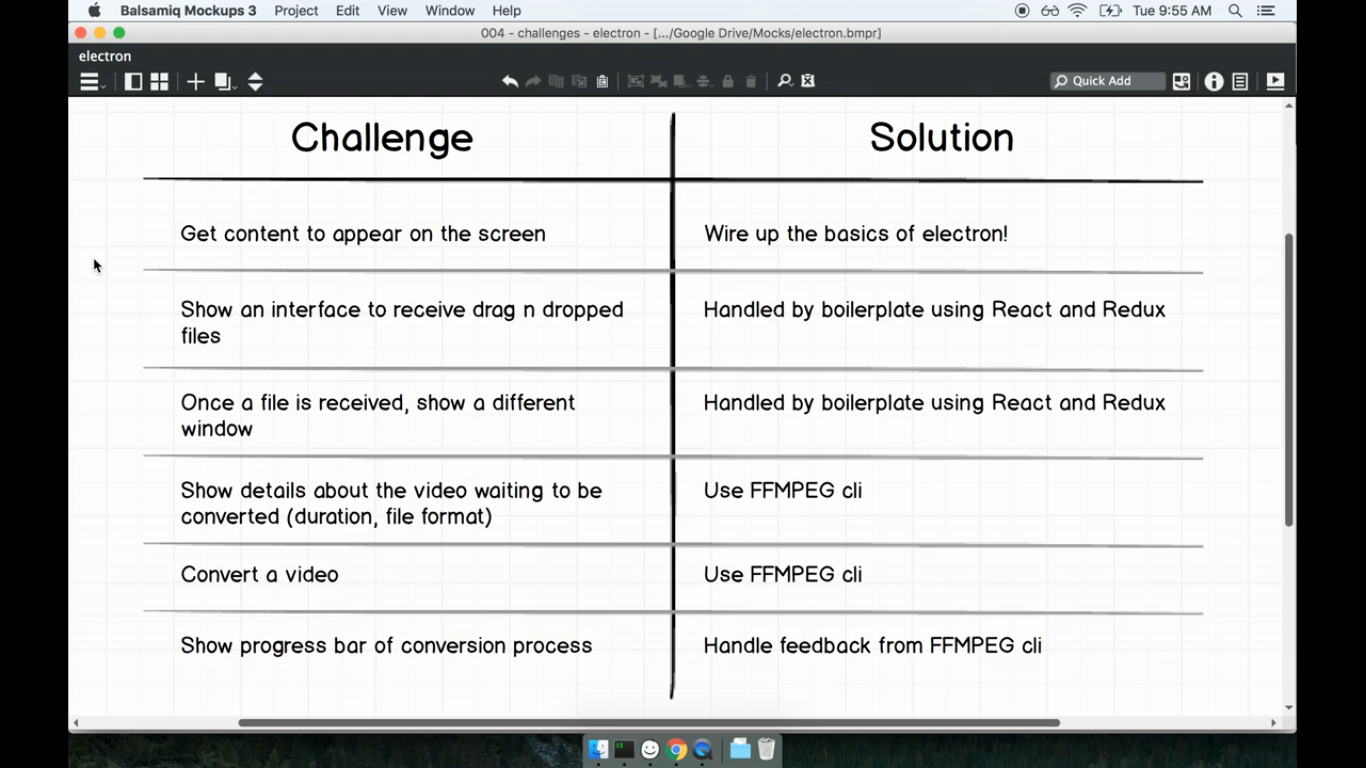 Balsamiq Mockups 3 Project Edit View Window Help Tue 9:55 AM
004 - challenges - electron - [.../Google Drive/Mocks/electron.bmpr]
electron
Quick Add
Challenge Solution
Get content to appear on the screen Wire up the basics of electron!
Show an interface to receive drag n dropped Handled by boilerplate using React and Redux
files
Once a file is received, show a different Handled by boilerplate using React and Redux
window
Show details about the video waiting to be Use FFMPEG cli
converted (duration, file format)
Convert a video Use FFMPEG cli
Show progress bar of conversion process Handle feedback from FFMPEG cli